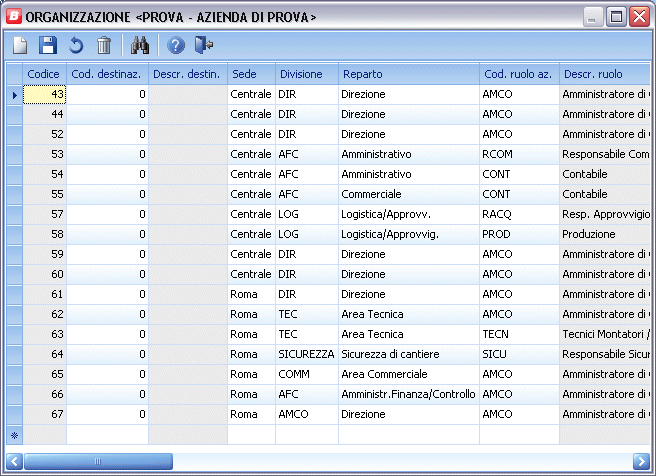 B ORGANIZZAZIONE <PROVA - AZIENDA DI PROVA>
Codice Cod. destinaz. Descr. destin. Sede Divisione Reparto Cod. ruolo az. Descr. ruolo
43 0 Centrale DIR Direzione AMCO Amministratore di
44 0 Centrale DIR Direzione AMCO Amministratore di
52 0 Centrale DIR Direzione AMCO Amministratore di
53 0 Centrale AFC Amministrativo RCOM Responsabile Com
54 0 Centrale AFC Amministrativo CONT Contabile
55 0 Centrale AFC Commerciale CONT Contabile
57 0 Centrale LOG Logistica/Approvv. RACQ Resp. Approvvigio
58 0 Centrale LOG Logistica/Approvvig. PROD Produzione
59 0 Centrale DIR Direzione AMCO Amministratore di
60 0 Centrale DIR Direzione AMCO Amministratore di
61 0 Roma DIR Direzione AMCO Amministratore di
62 0 Roma TEC Area Tecnica AMCO Amministratore di
63 0 Roma TEC Area Tecnica TECN Tecnici Montatori /
64 0 Roma SICUREZZA Sicurezza di cantiere SICU Responsabile Sicur
65 0 Roma COMM Area Commerciale AMCO Amministratore di
66 0 Roma AFC Amministr.Finanza/Controllo AMCO Amministratore di
67 0 Roma AMCO Direzione AMCO Amministratore di